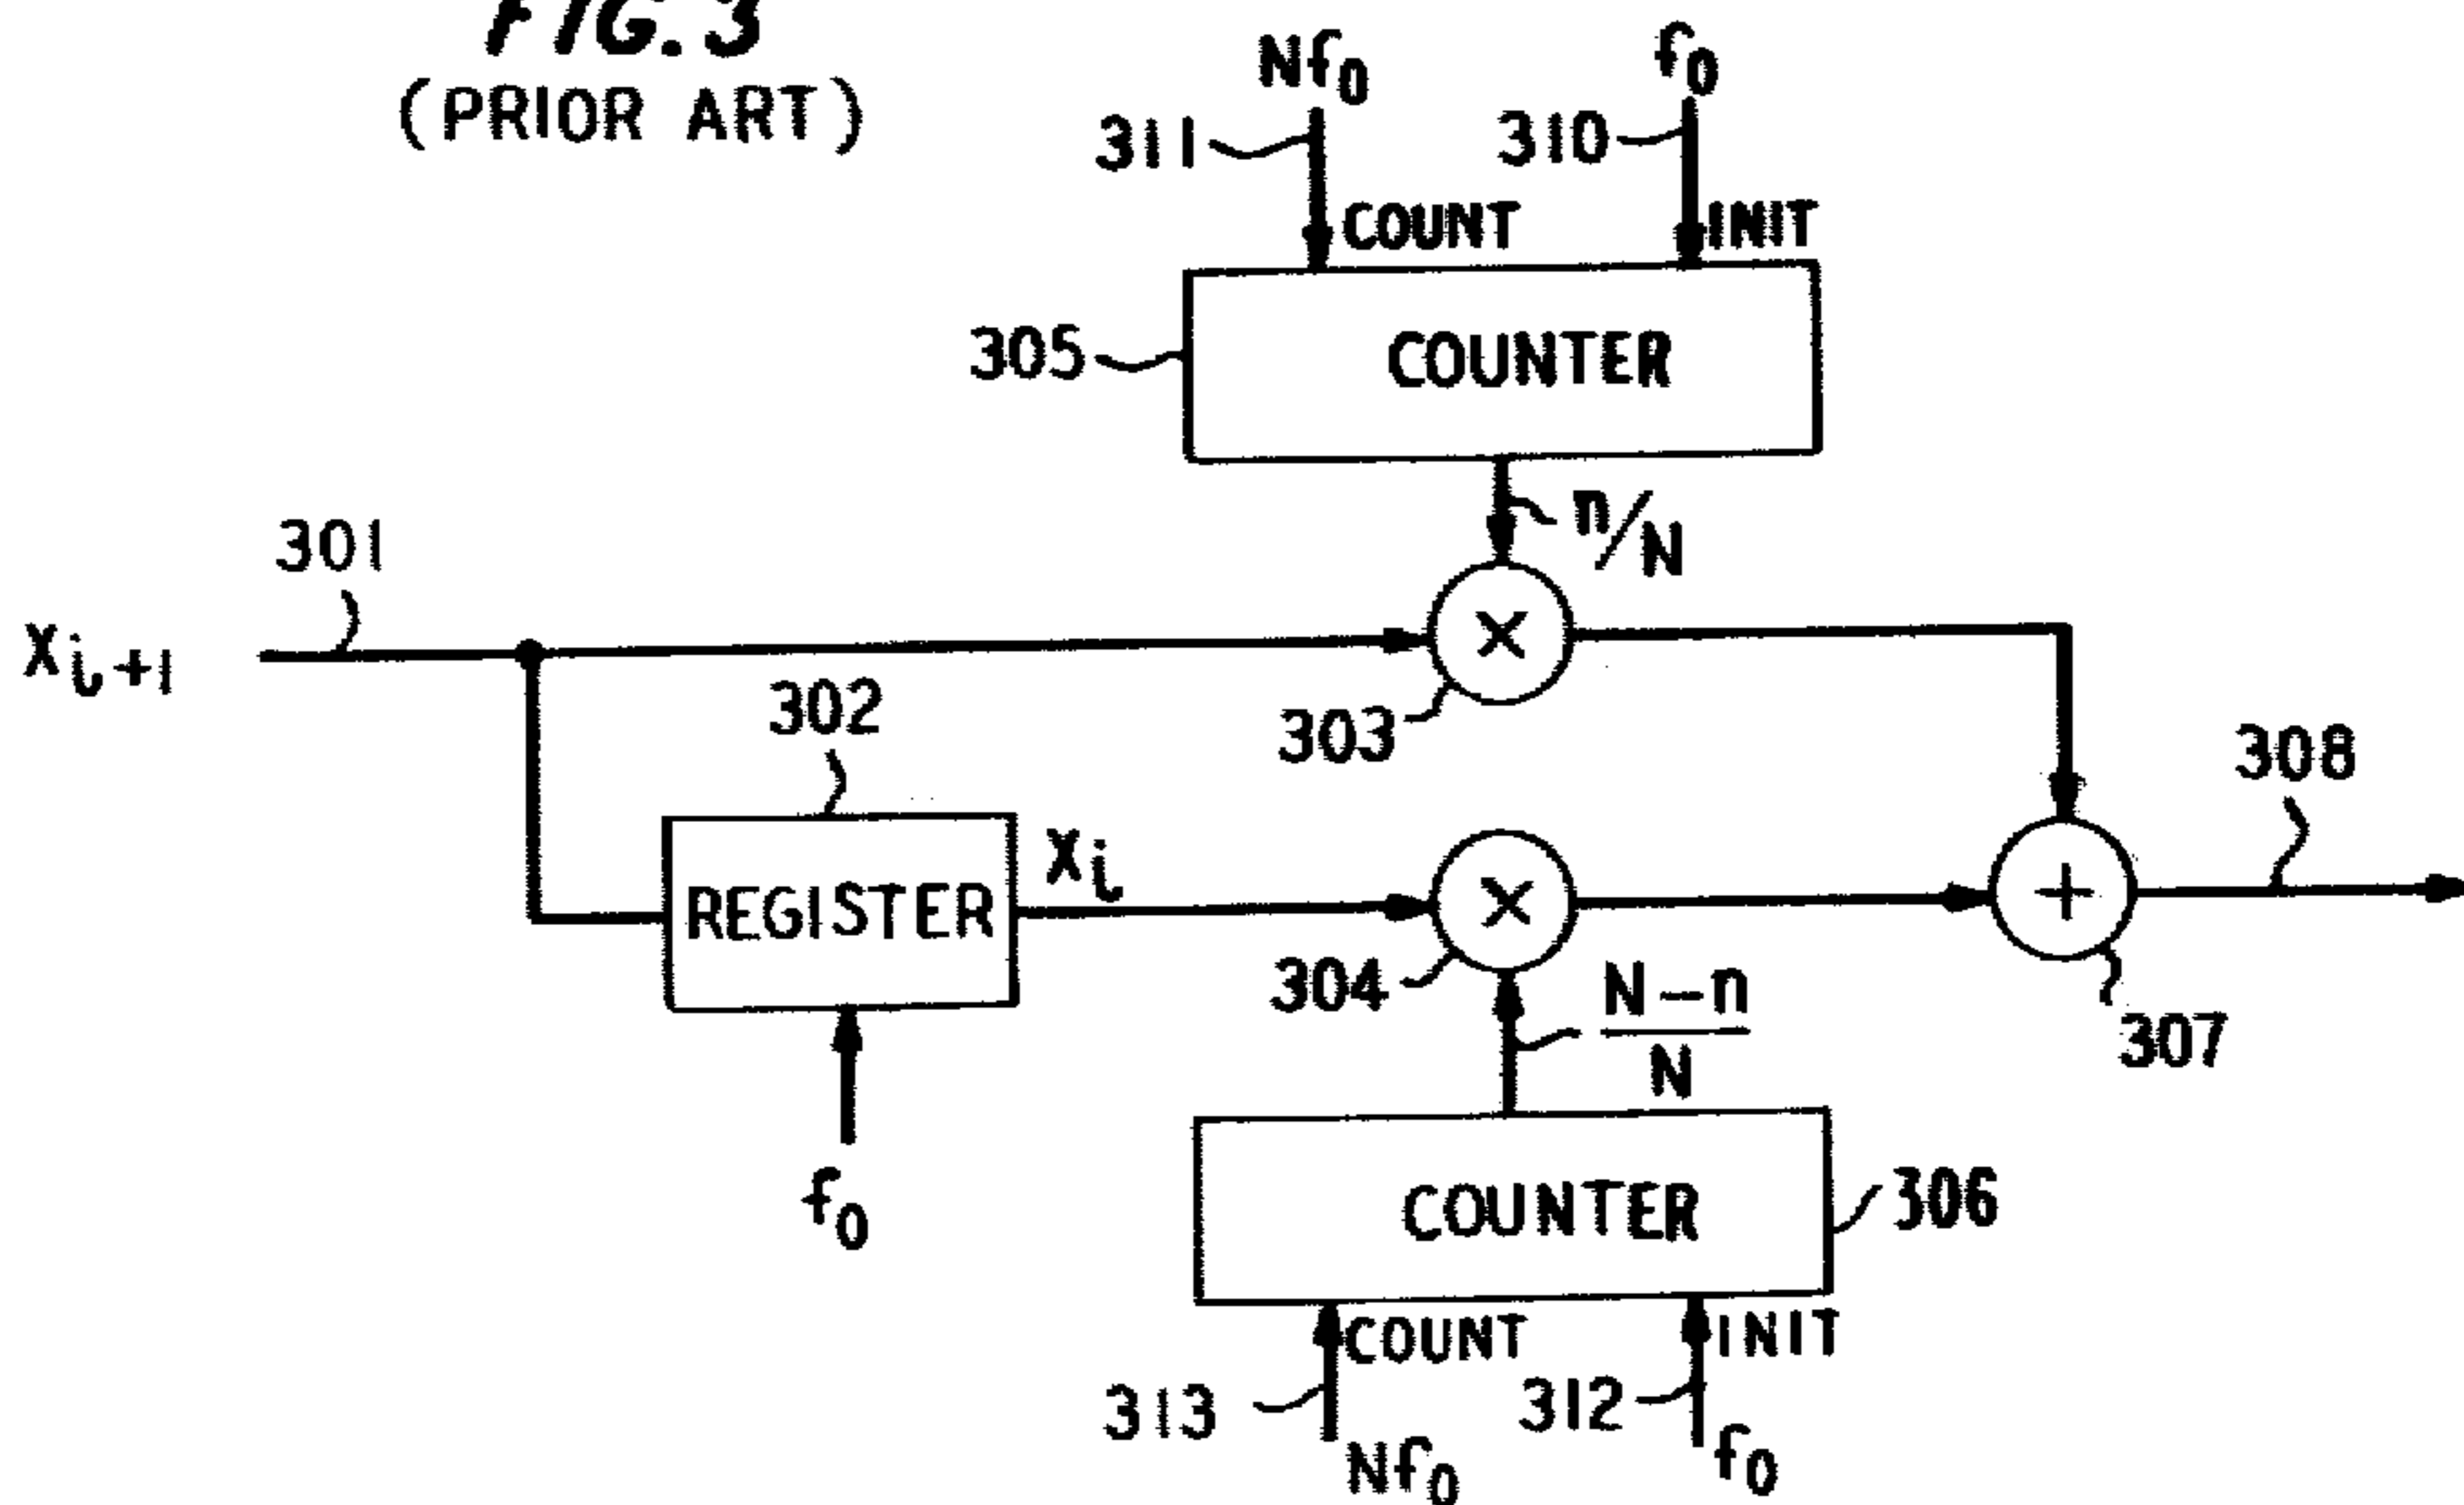 FIG. 3
(PRIOR ART)
Nf0
f0
311
310
COUNT
INIT
305
COUNTER
n/N
301
Xi+1
303
302
REGISTER
Xi
304
308
307
N-n
N
f0
COUNTER
306
COUNT
INIT
313
312
Nf0
f0